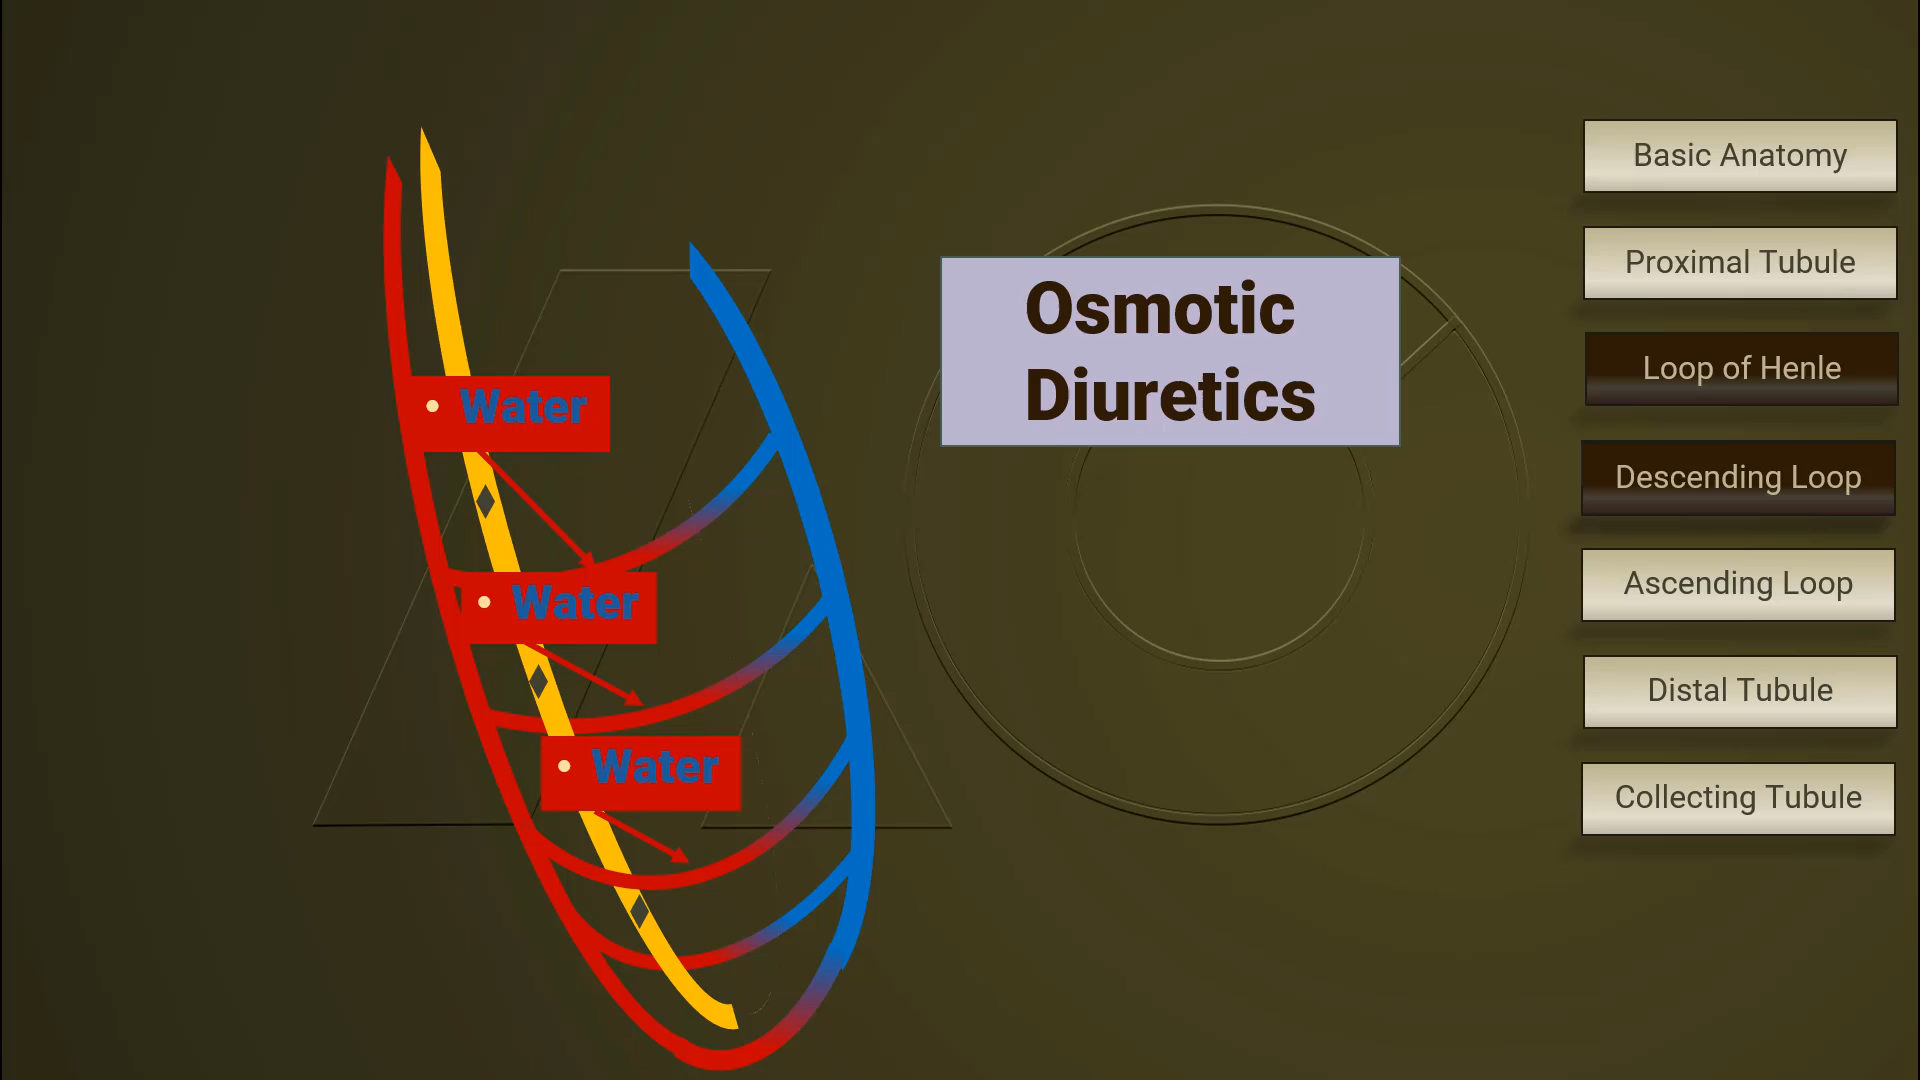 Osmotic
Diuretics
• Water
• Water
• Water
Basic Anatomy
Proximal Tubule
Loop of Henle
Descending Loop
Ascending Loop
Distal Tubule
Collecting Tubule